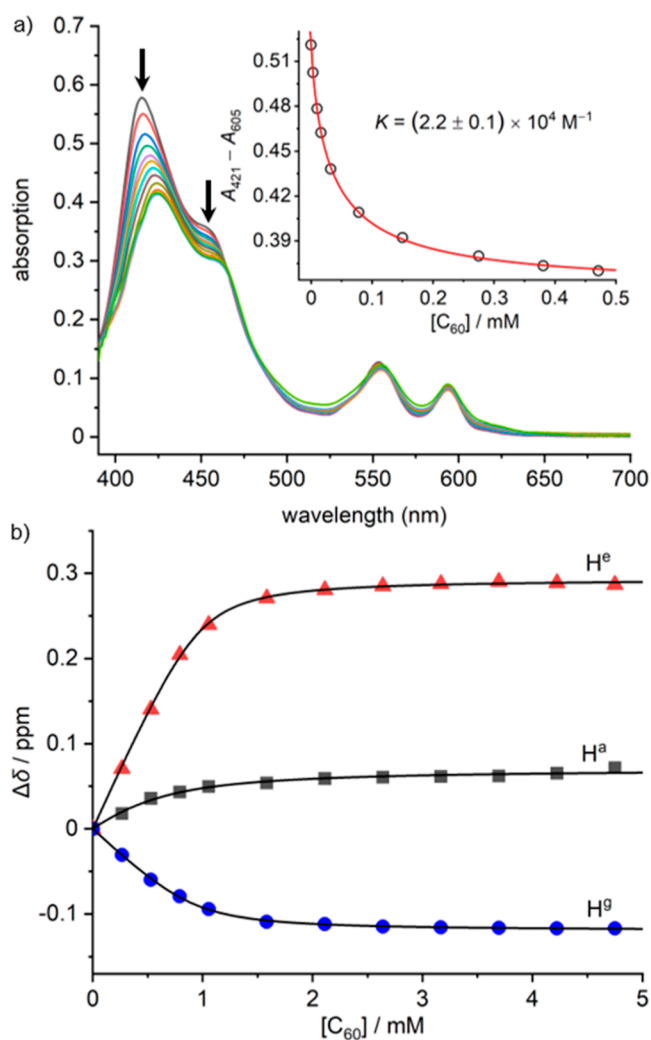 a)
0.7
0.6
0.5
0.4
0.3
0.2
0.1
0
absorption
400 450 500 550 600 650 700
wavelength (nm)
0.51
0.48
0.45
0.42
0.39
A₄₂₁ – A₆₀₅
K = (2.2 ± 0.1) × 10⁴ M⁻¹
0 0.1 0.2 0.3 0.4 0.5
[C₆₀] / mM
b)
0.3
0.2
0.1
0
-0.1
Δδ / ppm
Hᵉ
Hᵃ
Hᵍ
0 1 2 3 4 5
[C₆₀] / mM